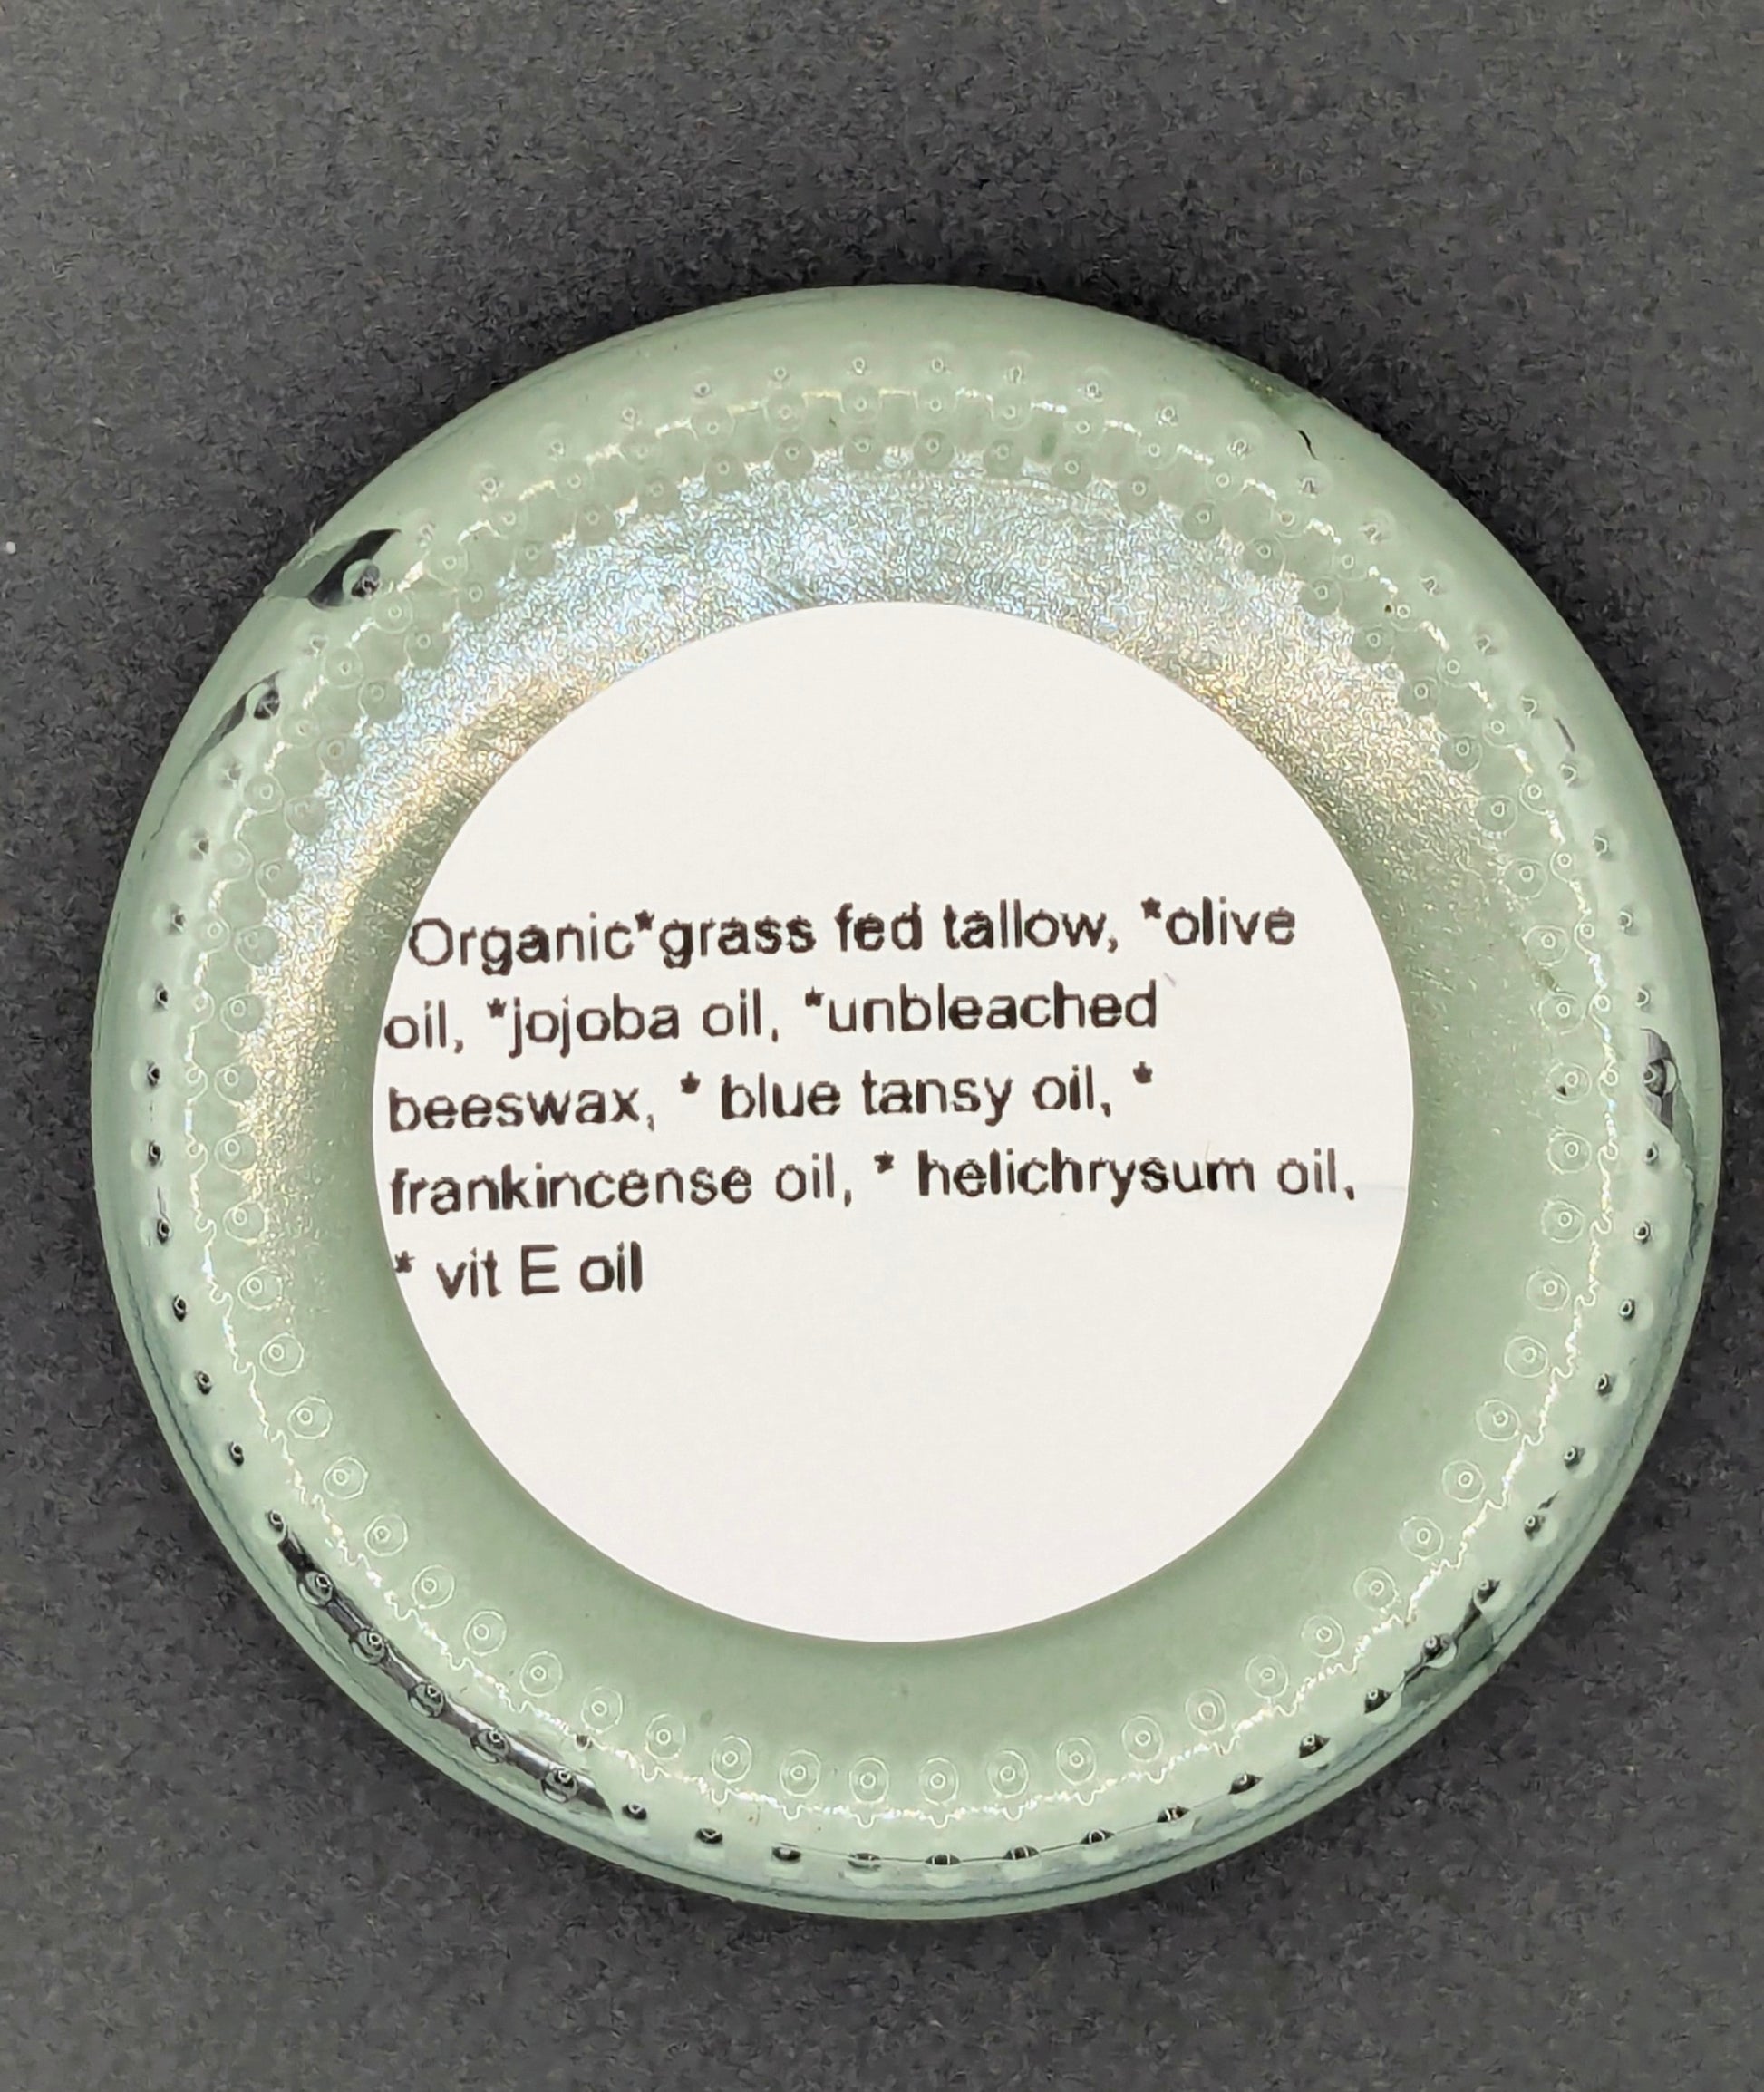 Organic*grass fed tallow, *olive
oil, *jojoba oil, *unbleached
beeswax, * blue tansy oil, *
frankincense oil, * helichrysum oil,
* vit E oil